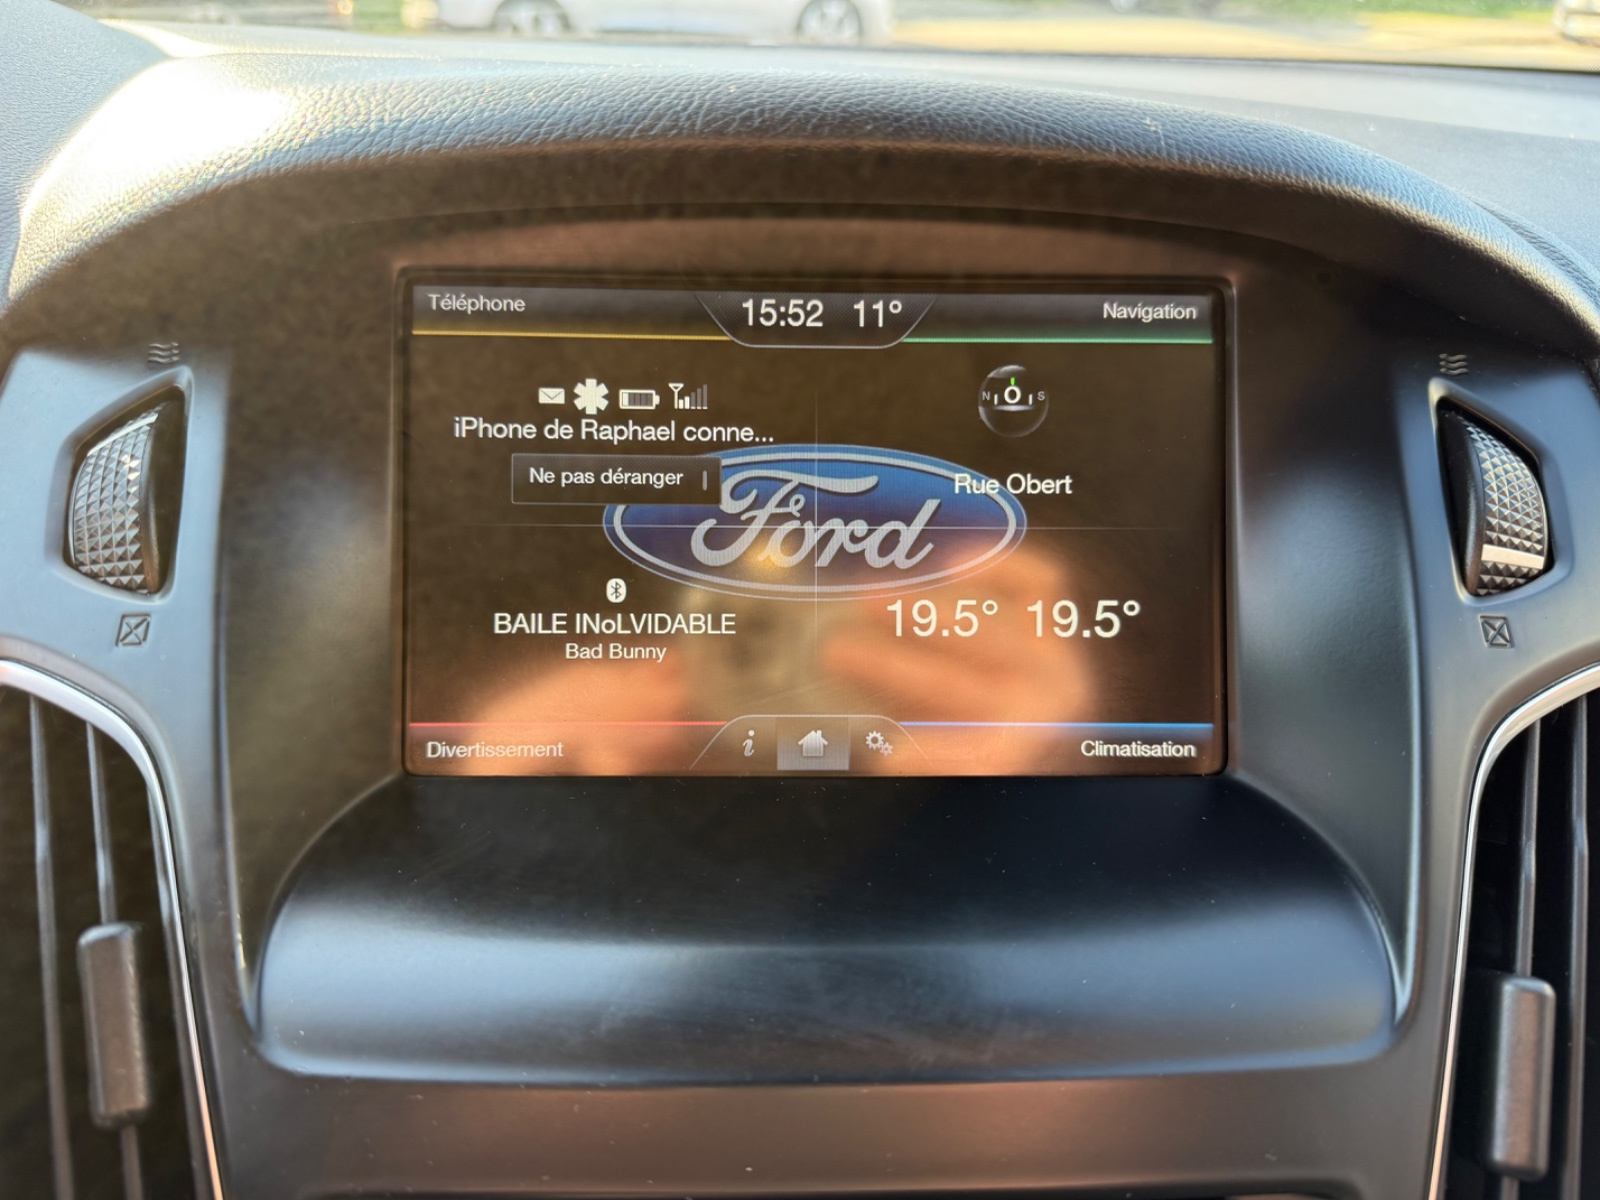 Téléphone
15:52 11°
Navigation
iPhone de Raphael conne...
Ne pas déranger
N O S
Rue Obert
Ford
BAILE INoLVIDABLE
Bad Bunny
19.5° 19.5°
Divertissement
i
Climatisation